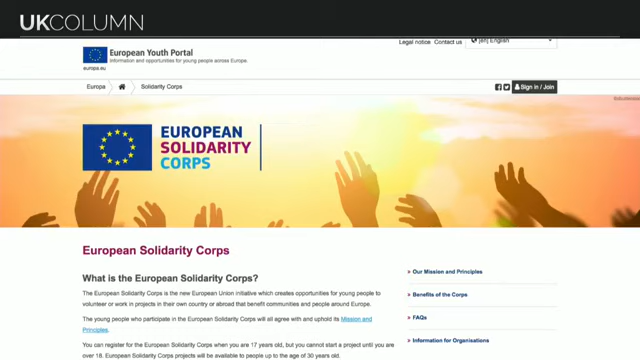 UKCOLUMN
European Youth Portal
Information and opportunities for young people across Europe.
europa.eu
Legal notice Contact us English
Europa Solidarity Corps
Sign in / Join
EUROPEAN
SOLIDARITY
CORPS
European Solidarity Corps
What is the European Solidarity Corps?
The European Solidarity Corps is the new European Union initiative which creates opportunities for young people to
volunteer or work in projects in their own country or abroad that benefit communities and people around Europe.
The young people who participate in the European Solidarity Corps will all agree with and uphold its Mission and
Principles.
You can register for the European Solidarity Corps when you are 17 years old, but you cannot start a project until you are
over 18. European Solidarity Corps projects will be available to people up to the age of 30 years old.
» Our Mission and Principles
» Benefits of the Corps
» FAQs
» Information for Organisations